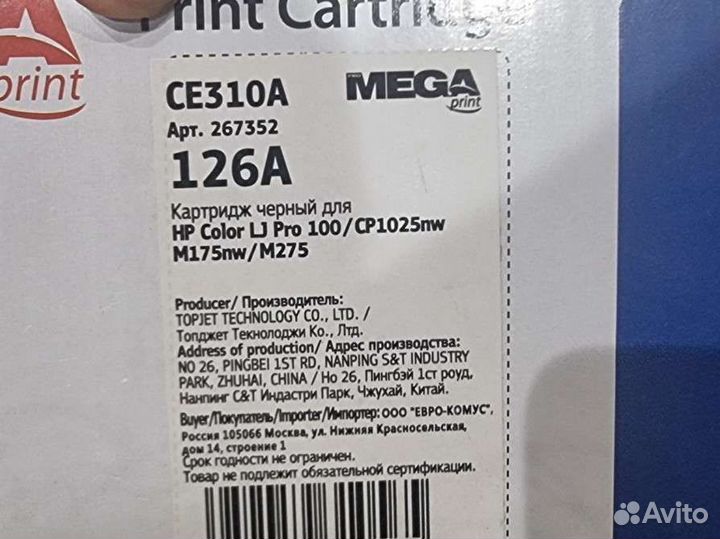 Print Cartridge
print
CE310A
MEGA
print
Арт. 267352
126A
Картридж черный для
HP Color LJ Pro 100/CP1025nw
M175nw/M275
Producer/ Производитель:
TOPJET TECHNOLOGY CO., LTD. /
Топджет Текнолоджи Ко., Лтд.
Address of production/ Адрес производства:
NO 26, PINGBEI 1ST RD, NANPING S&T INDUSTRY
PARK, ZHUHAI, CHINA / Но 26, Пингбэй 1ст роуд,
Нанпинг С&Т Индастри Парк, Чжухай, Китай.
Buyer/Покупатель/Importer/Импортер: ООО "ЕВРО-КОМУС",
Россия 105066 Москва, ул. Нижняя Красносельская,
дом 14, строение 1
Срок годности не ограничен.
Товар не подлежит обязательной сертификации.
Avito